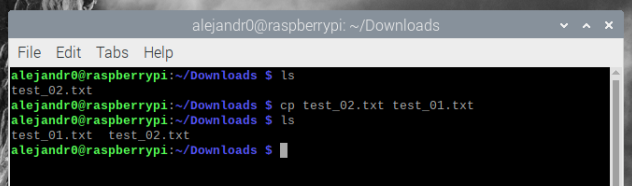 alejandr0@raspberrypi: ~/Downloads
File Edit Tabs Help
alejandr0@raspberrypi:~/Downloads $ ls
test_02.txt
alejandr0@raspberrypi:~/Downloads $ cp test_02.txt test_01.txt
alejandr0@raspberrypi:~/Downloads $ ls
test_01.txt  test_02.txt
alejandr0@raspberrypi:~/Downloads $